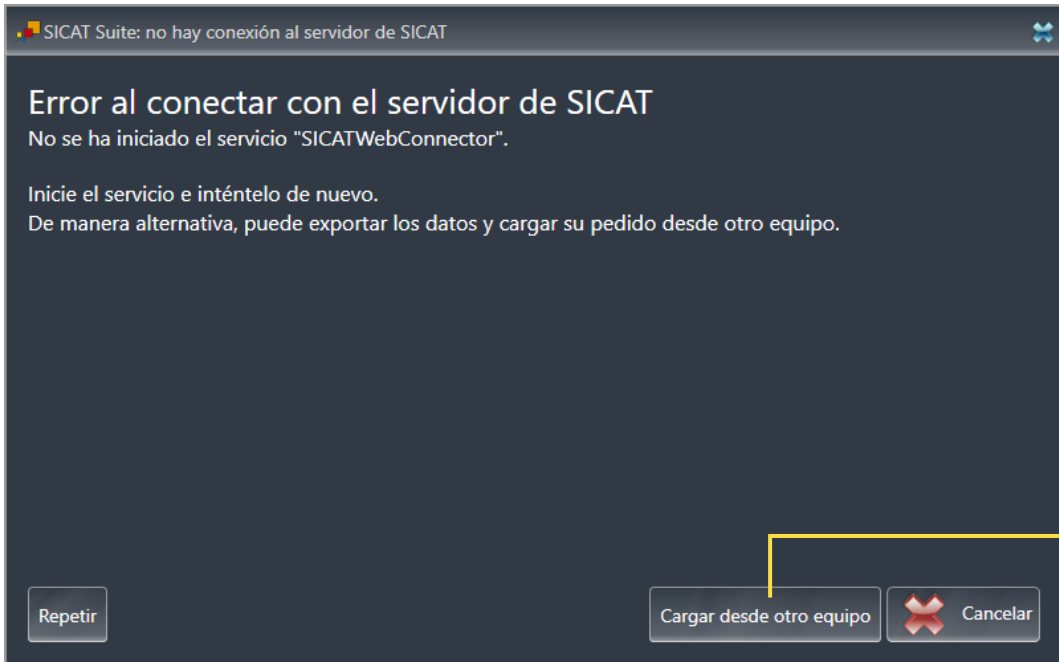 SICAT Suite: no hay conexión al servidor de SICAT
Error al conectar con el servidor de SICAT
No se ha iniciado el servicio "SICATWebConnector".
Inicie el servicio e inténtelo de nuevo.
De manera alternativa, puede exportar los datos y cargar su pedido desde otro equipo.
Repetir
Cargar desde otro equipo
Cancelar